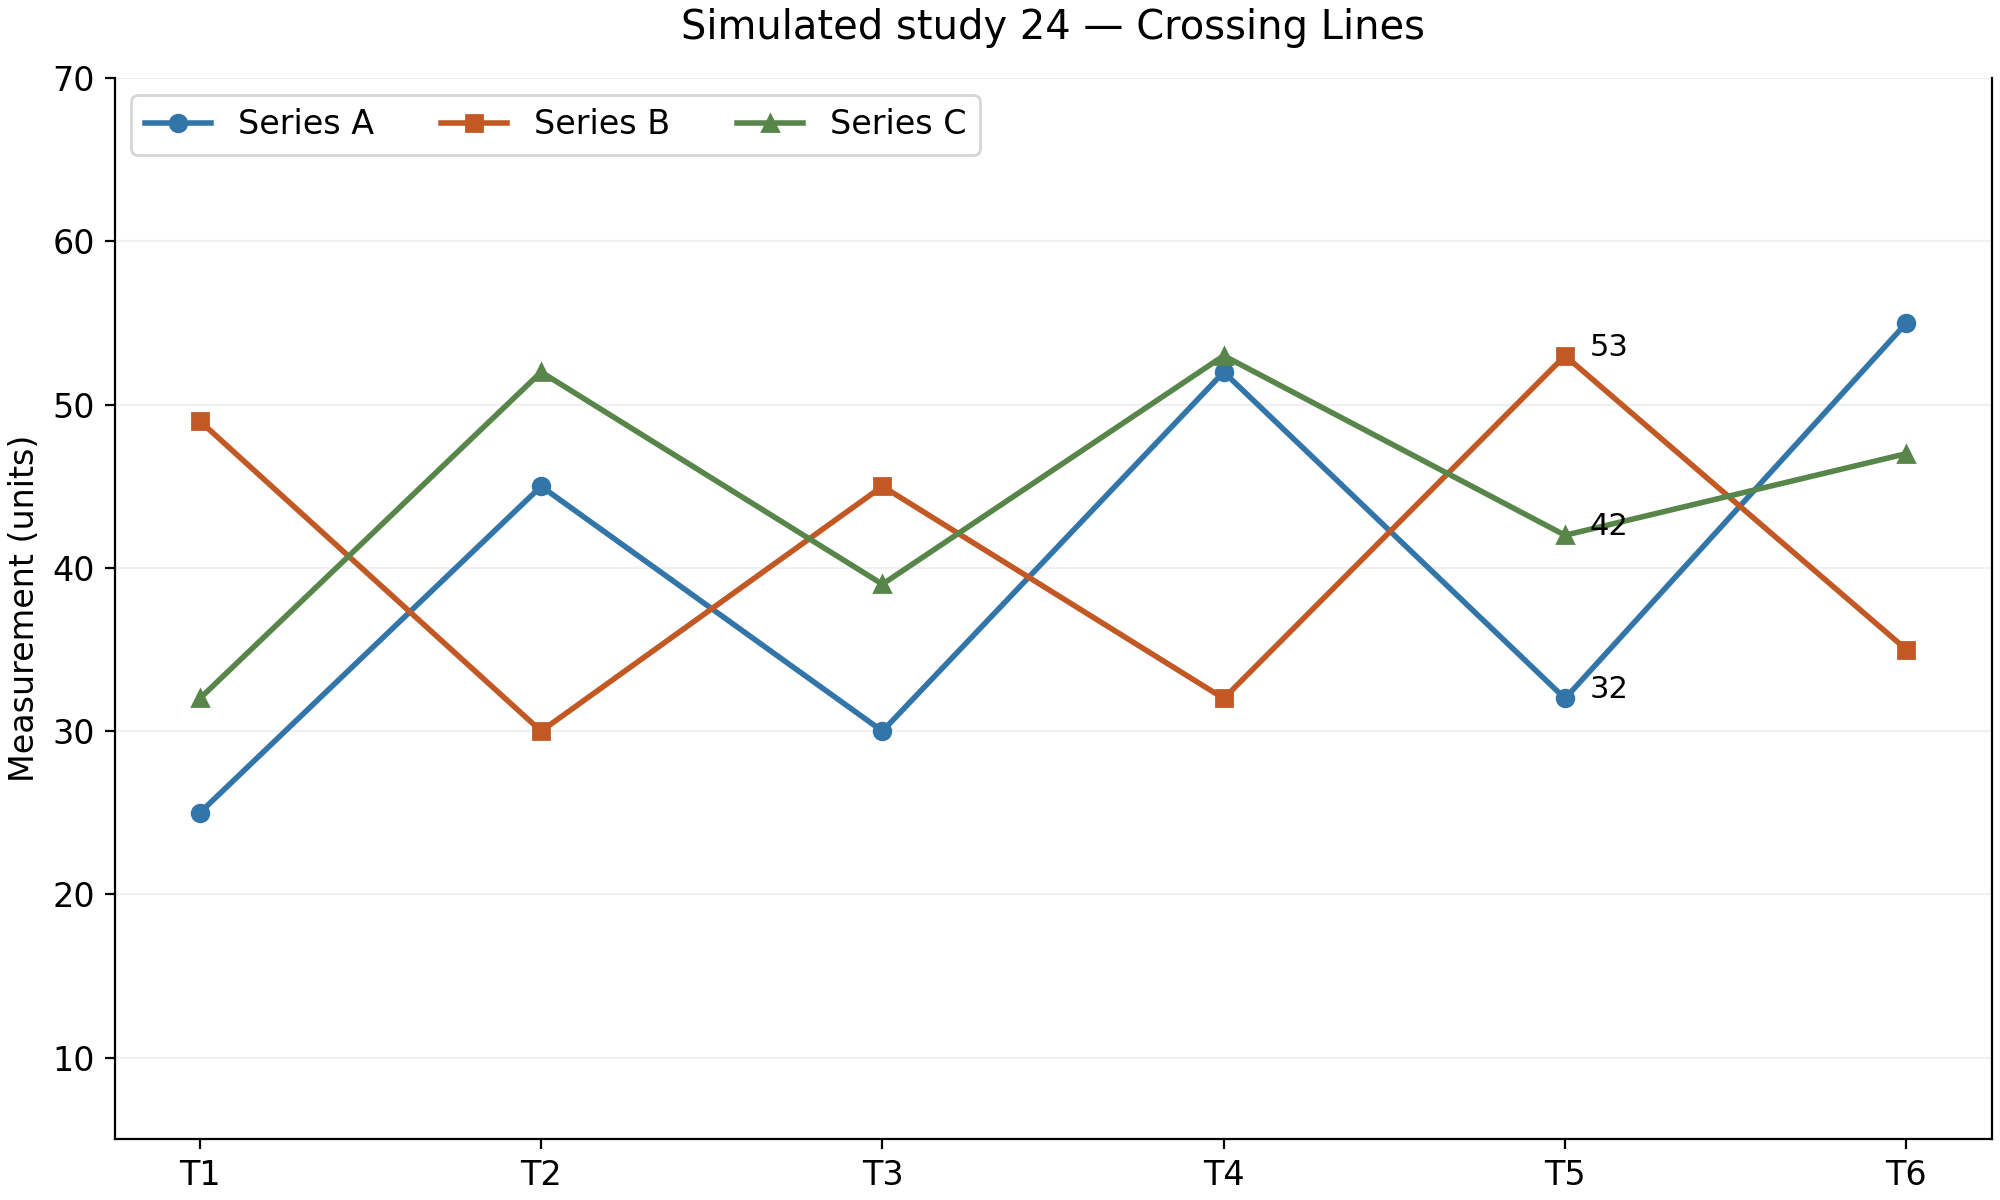 Simulated study 24 — Crossing Lines
Series A
Series B
Series C
Measurement (units)
70
60
50
40
30
20
10
53
42
32
T1
T2
T3
T4
T5
T6